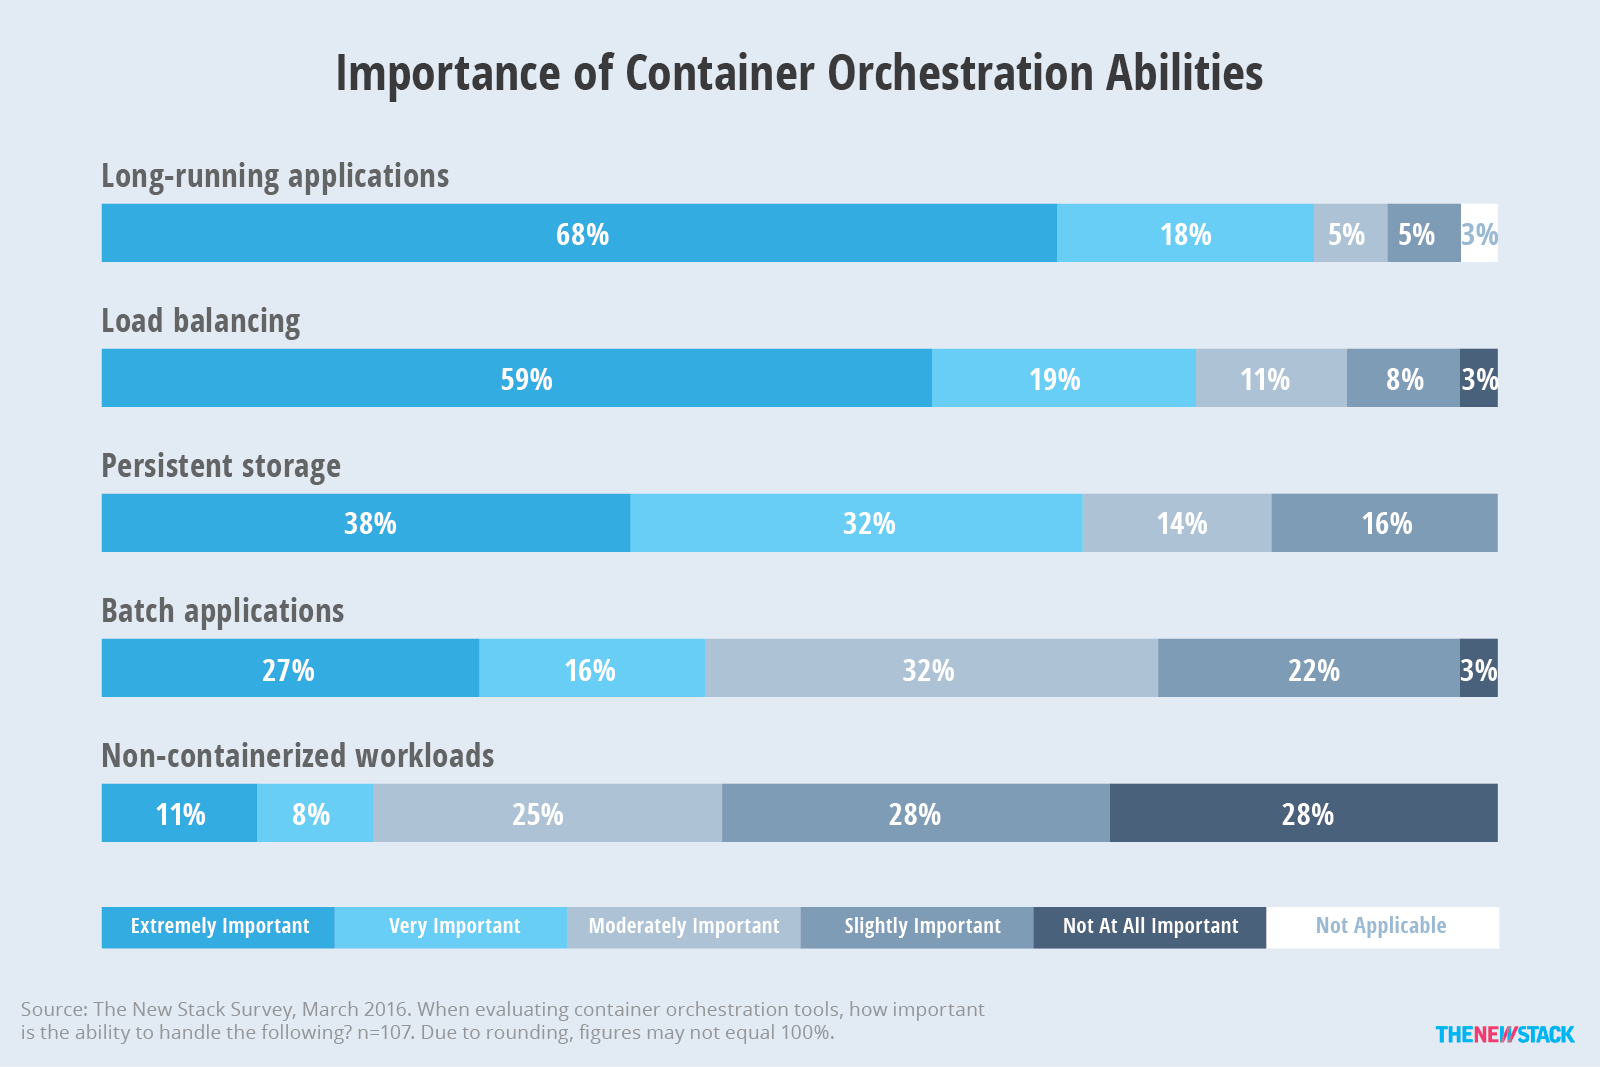 Importance of Container Orchestration Abilities
Long-running applications
68% 18% 5% 5% 3%
Load balancing
59% 19% 11% 8% 3%
Persistent storage
38% 32% 14% 16%
Batch applications
27% 16% 32% 22% 3%
Non-containerized workloads
11% 8% 25% 28% 28%
Extremely Important Very Important Moderately Important Slightly Important Not At All Important Not Applicable
Source: The New Stack Survey, March 2016. When evaluating container orchestration tools, how important
is the ability to handle the following? n=107. Due to rounding, figures may not equal 100%.
THENEWSTACK